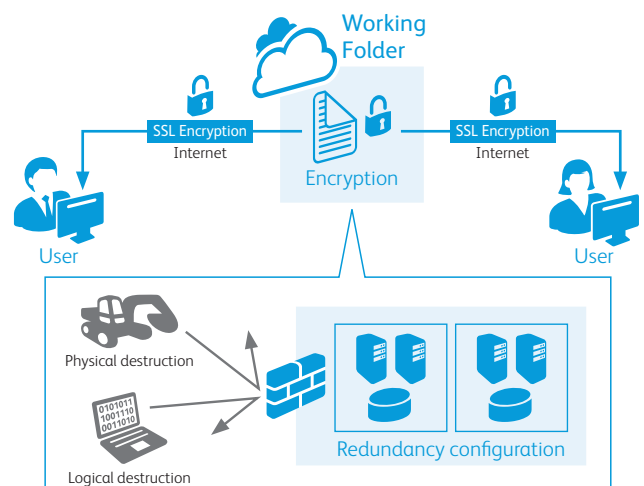 Working
Folder
SSL Encryption
Internet
SSL Encryption
Internet
Encryption
User
User
Physical destruction
0101011
1001110
0011010
Logical destruction
Redundancy configuration